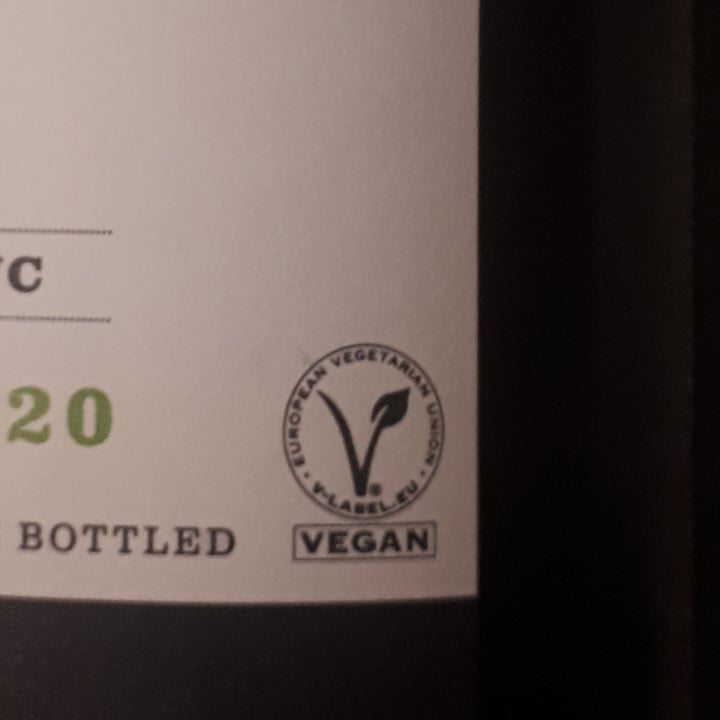 C
20
BOTTLED
EUROPEAN VEGETARIAN UNION
V-LABEL.EU
®
VEGAN